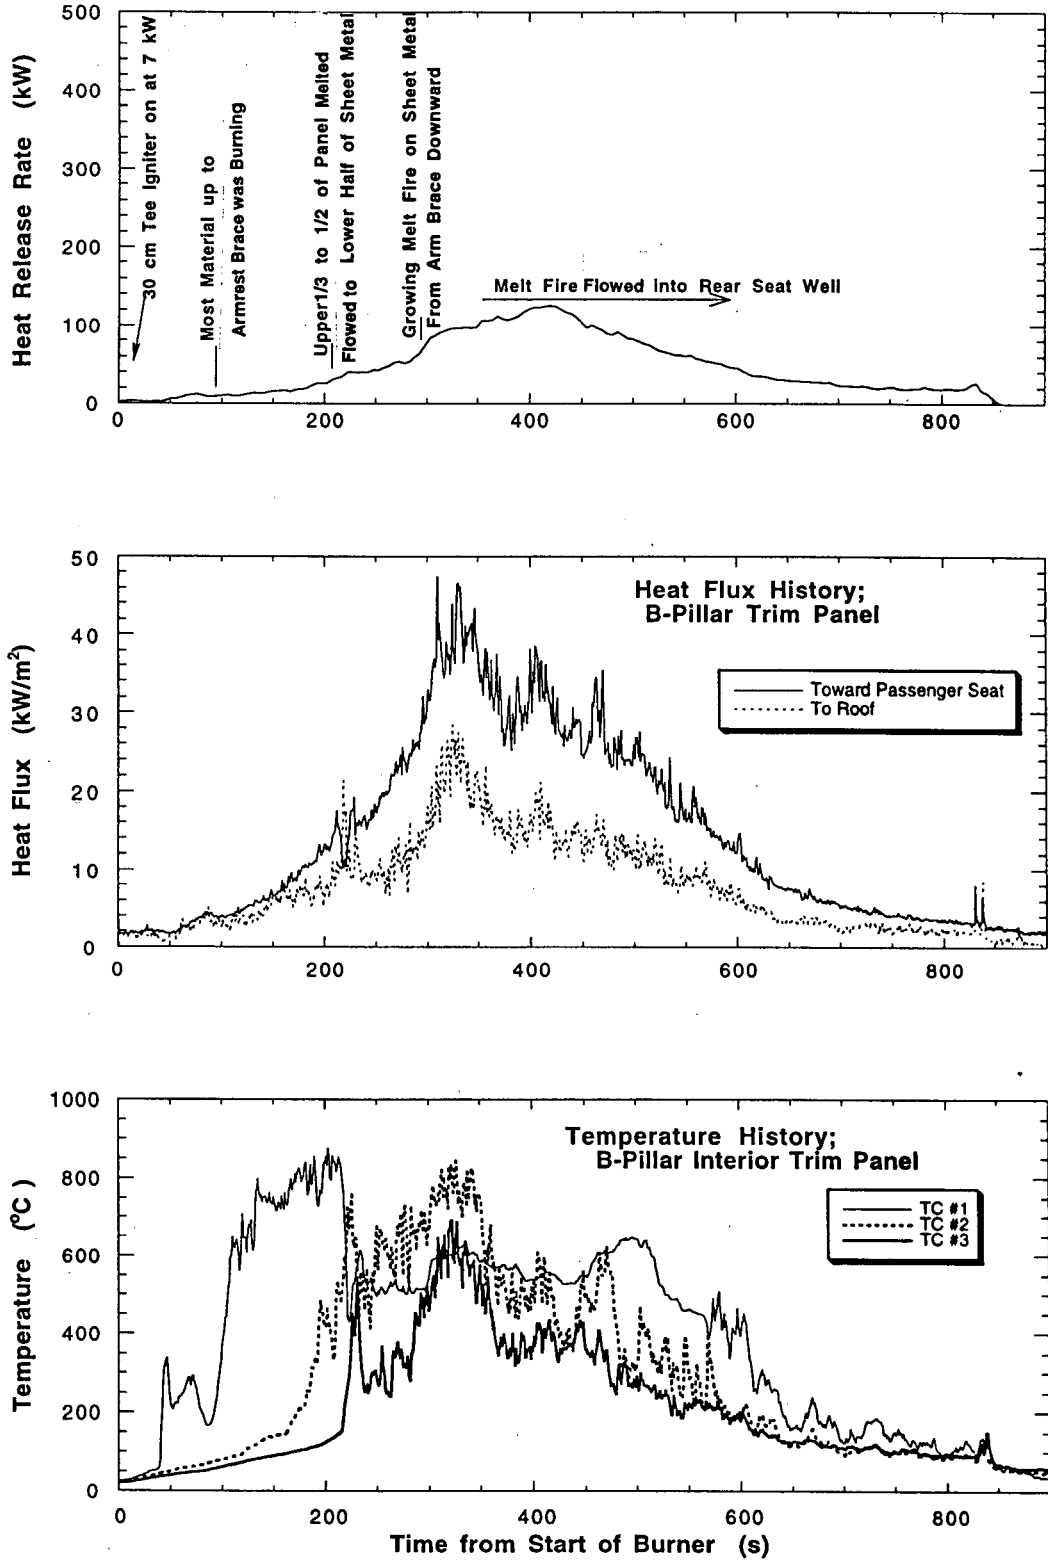 500
400
300
200
100
0
Heat Release Rate (kW)
30 cm Tee Igniter on at 7 kW
Most Material up to
Armrest Brace was Burning
Upper1/3 to 1/2 of Panel Melted
Flowed to Lower Half of Sheet Metal
Growing Melt Fire on Sheet Metal
From Arm Brace Downward
Melt Fire Flowed into Rear Seat Well
0 200 400 600 800
50
40
30
20
10
0
Heat Flux (kW/m²)
Heat Flux History;
B-Pillar Trim Panel
Toward Passenger Seat
To Roof
0 200 400 600 800
1000
800
600
400
200
0
Temperature (°C)
Temperature History;
B-Pillar Interior Trim Panel
TC #1
TC #2
TC #3
0 200 400 600 800
Time from Start of Burner (s)